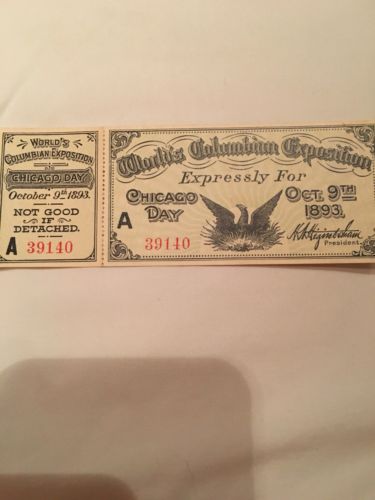 WORLD'S
COLUMBIAN EXPOSITION
CHICAGO DAY
October 9th 1893.
NOT GOOD
IF
DETACHED.
A 39140
World's Columbian Exposition
Expressly For
CHICAGO DAY
OCT. 9TH 1893.
A
39140
H.N. Higinbotham
President.